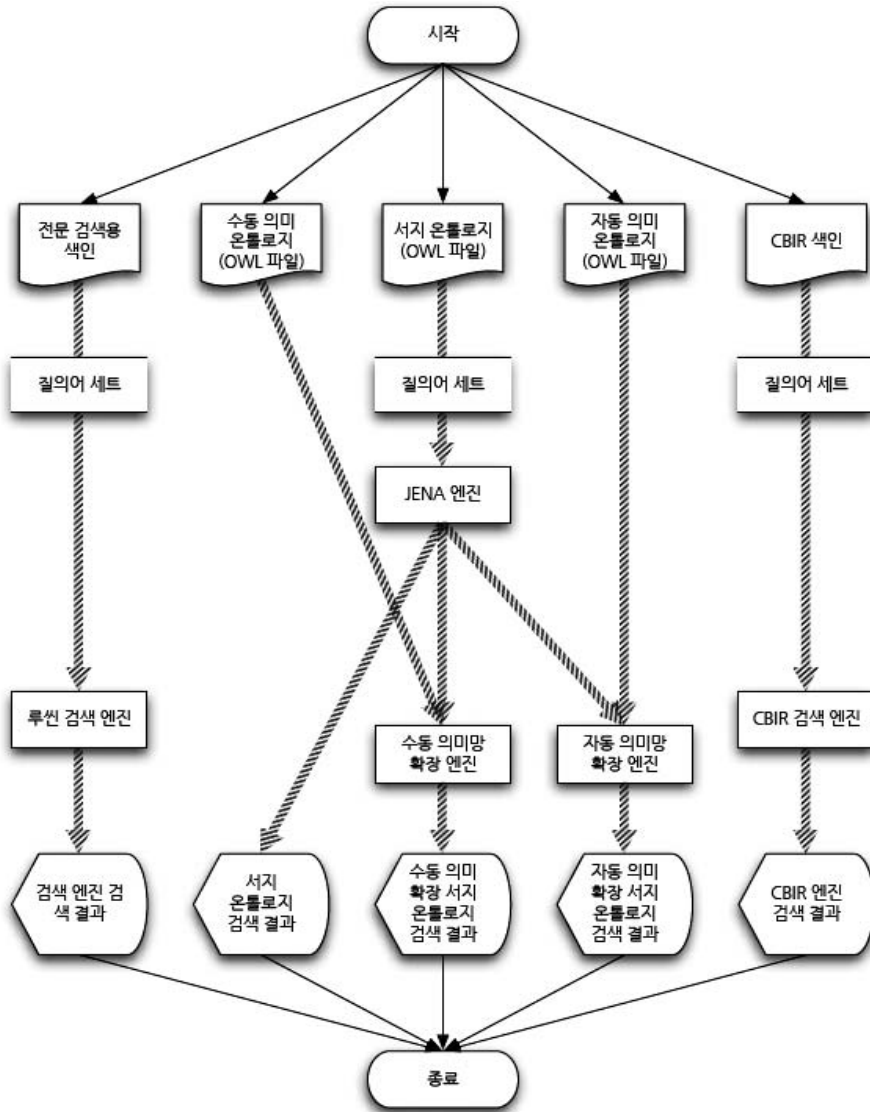 시작
전문 검색용
색인
수동 의미
온톨로지
(OWL 파일)
서지 온톨로지
(OWL 파일)
자동 의미
온톨로지
(OWL 파일)
CBIR 색인
질의어 세트
질의어 세트
질의어 세트
JENA 엔진
루씬 검색 엔진
수동 의미망
확장 엔진
자동 의미망
확장 엔진
CBIR 검색 엔진
검색 엔진 검
색 결과
서지
온톨로지
검색 결과
수동 의미
확장 서지
온톨로지
검색 결과
자동 의미
확장 서지
온톨로지
검색 결과
CBIR 엔진
검색 결과
종료